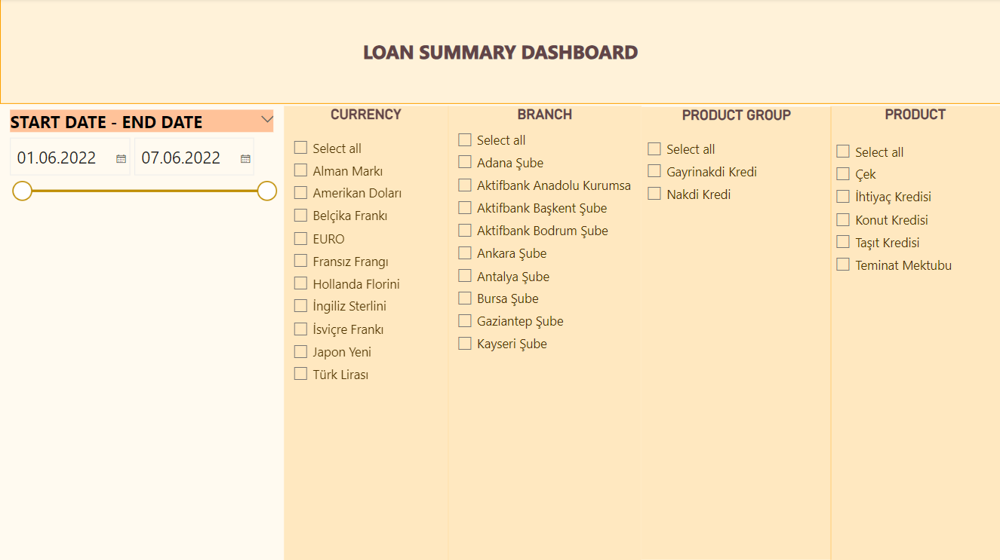 LOAN SUMMARY DASHBOARD
START DATE - END DATE
01.06.2022
07.06.2022
CURRENCY
Select all
Alman Markı
Amerikan Doları
Belçika Frankı
EURO
Fransız Frangı
Hollanda Florini
İngiliz Sterlini
İsviçre Frankı
Japon Yeni
Türk Lirası
BRANCH
Select all
Adana Şube
Aktifbank Anadolu Kurumsa
Aktifbank Başkent Şube
Aktifbank Bodrum Şube
Ankara Şube
Antalya Şube
Bursa Şube
Gaziantep Şube
Kayseri Şube
PRODUCT GROUP
Select all
Gayrinakdi Kredi
Nakdi Kredi
PRODUCT
Select all
Çek
İhtiyaç Kredisi
Konut Kredisi
Taşıt Kredisi
Teminat Mektubu